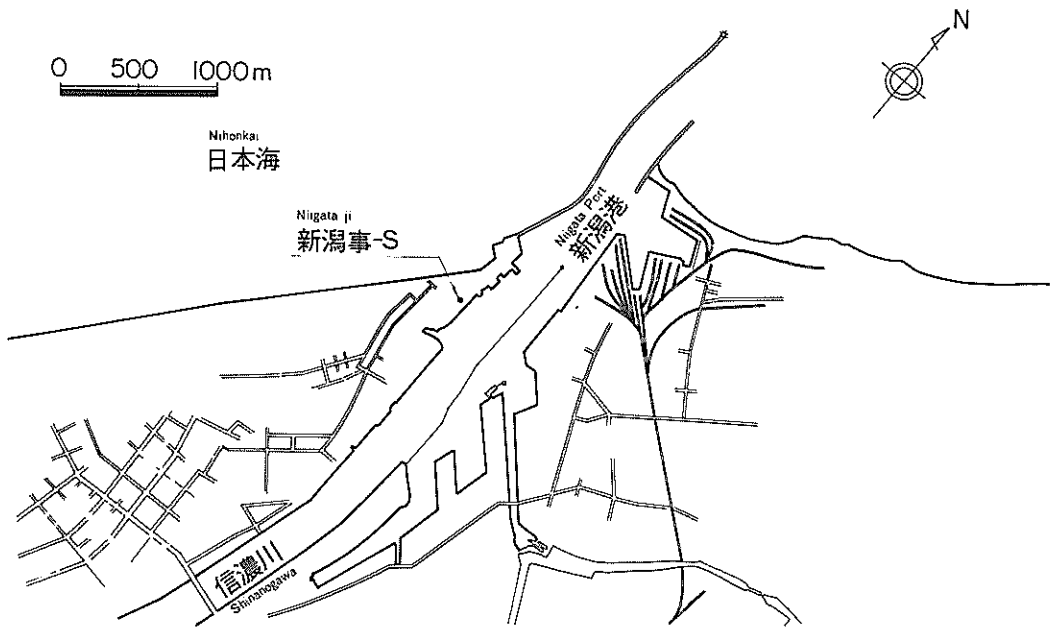 N
0 500 1000m
Nihonkai
日本海
Niigata ji
新潟事-S
Niigata Port
新潟港
信濃川
Shinanogawa